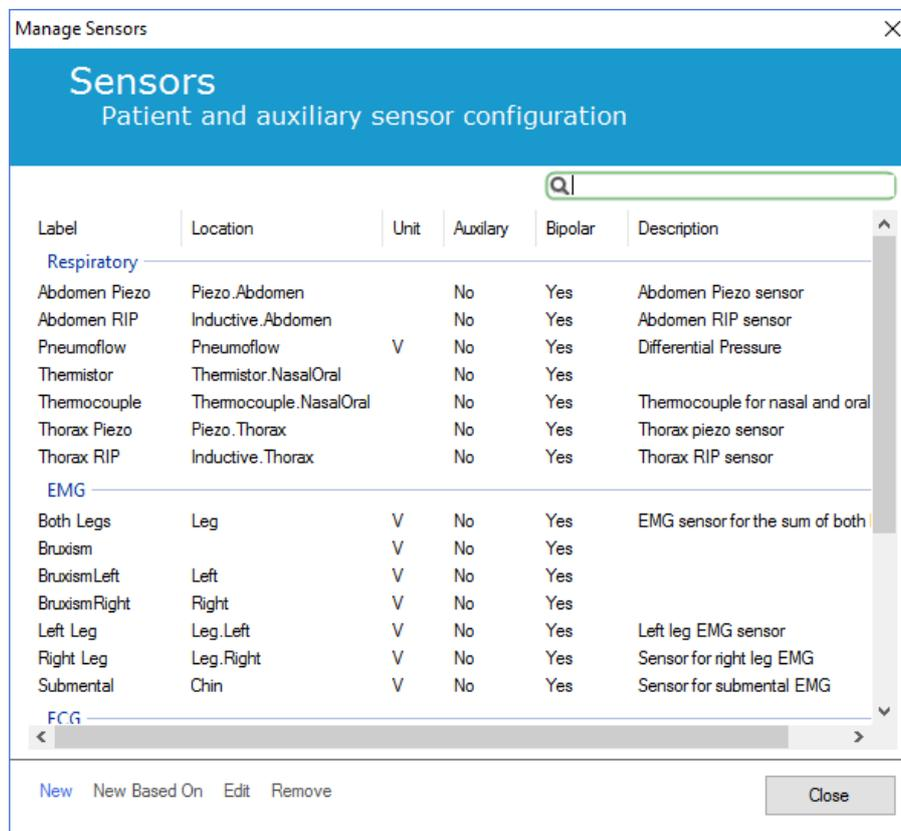 Manage Sensors
Sensors
Patient and auxiliary sensor configuration
Label Location Unit Auxilary Bipolar Description
Respiratory
Abdomen Piezo Piezo.Abdomen No Yes Abdomen Piezo sensor
Abdomen RIP Inductive.Abdomen No Yes Abdomen RIP sensor
Pneumoflow Pneumoflow V No Yes Differential Pressure
Thermistor Thermistor.NasalOral No Yes
Thermocouple Thermocouple.NasalOral No Yes Thermocouple for nasal and oral
Thorax Piezo Piezo.Thorax No Yes Thorax piezo sensor
Thorax RIP Inductive.Thorax No Yes Thorax RIP sensor
EMG
Both Legs Leg V No Yes EMG sensor for the sum of both
Bruxism V No Yes
BruxismLeft Left V No Yes
BruxismRight Right V No Yes
Left Leg Leg.Left V No Yes Left leg EMG sensor
Right Leg Leg.Right V No Yes Sensor for right leg EMG
Submental Chin V No Yes Sensor for submental EMG
ECG
New New Based On Edit Remove Close